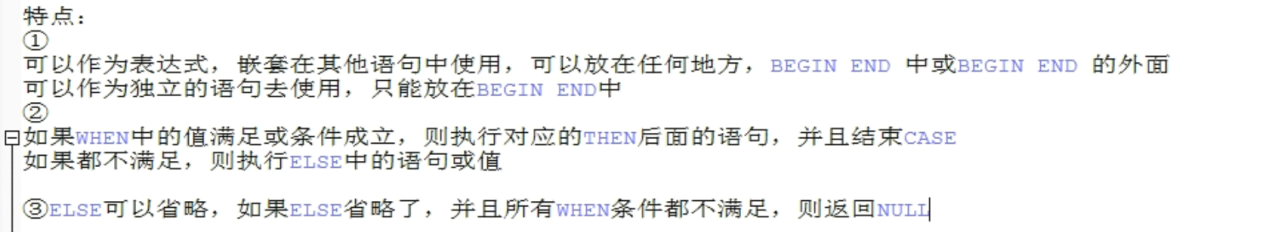 特点：
①
可以作为表达式，嵌套在其他语句中使用，可以放在任何地方，BEGIN END 中或BEGIN END 的外面
可以作为独立的语句去使用，只能放在BEGIN END中
②
如果WHEN中的值满足或条件成立，则执行对应的THEN后面的语句，并且结束CASE
如果都不满足，则执行ELSE中的语句或值
③ELSE可以省略，如果ELSE省略了，并且所有WHEN条件都不满足，则返回NULL